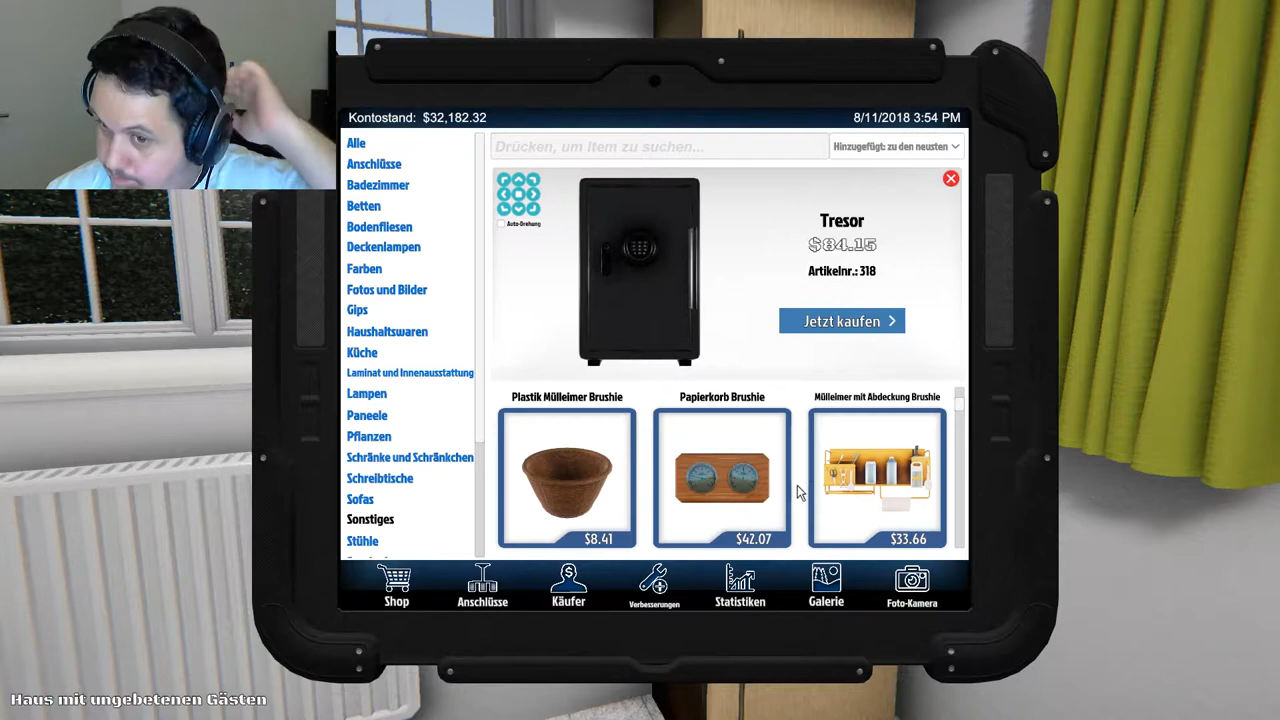 Kontostand: $32,182.32
8/11/2018 3:54 PM
Alle
Anschlüsse
Badezimmer
Betten
Bodenfliesen
Deckenlampen
Farben
Fotos und Bilder
Gips
Haushaltswaren
Küche
Laminat und Innenausstattung
Lampen
Paneele
Pflanzen
Schränke und Schränkchen
Schreibtische
Sofas
Sonstiges
Stühle
Drücken, um Item zu suchen...
Hinzugefügt: zu den neusten
Auto-Drehung
Tresor
$84.15
Artikelnr.: 318
Jetzt kaufen
Plastik Mülleimer Brushie
Papierkorb Brushie
Mülleimer mit Abdeckung Brushie
$8.41
$42.07
$33.66
Shop
Anschlüsse
Käufer
Verbesserungen
Statistiken
Galerie
Foto-Kamera
Haus mit ungebetenen Gästen